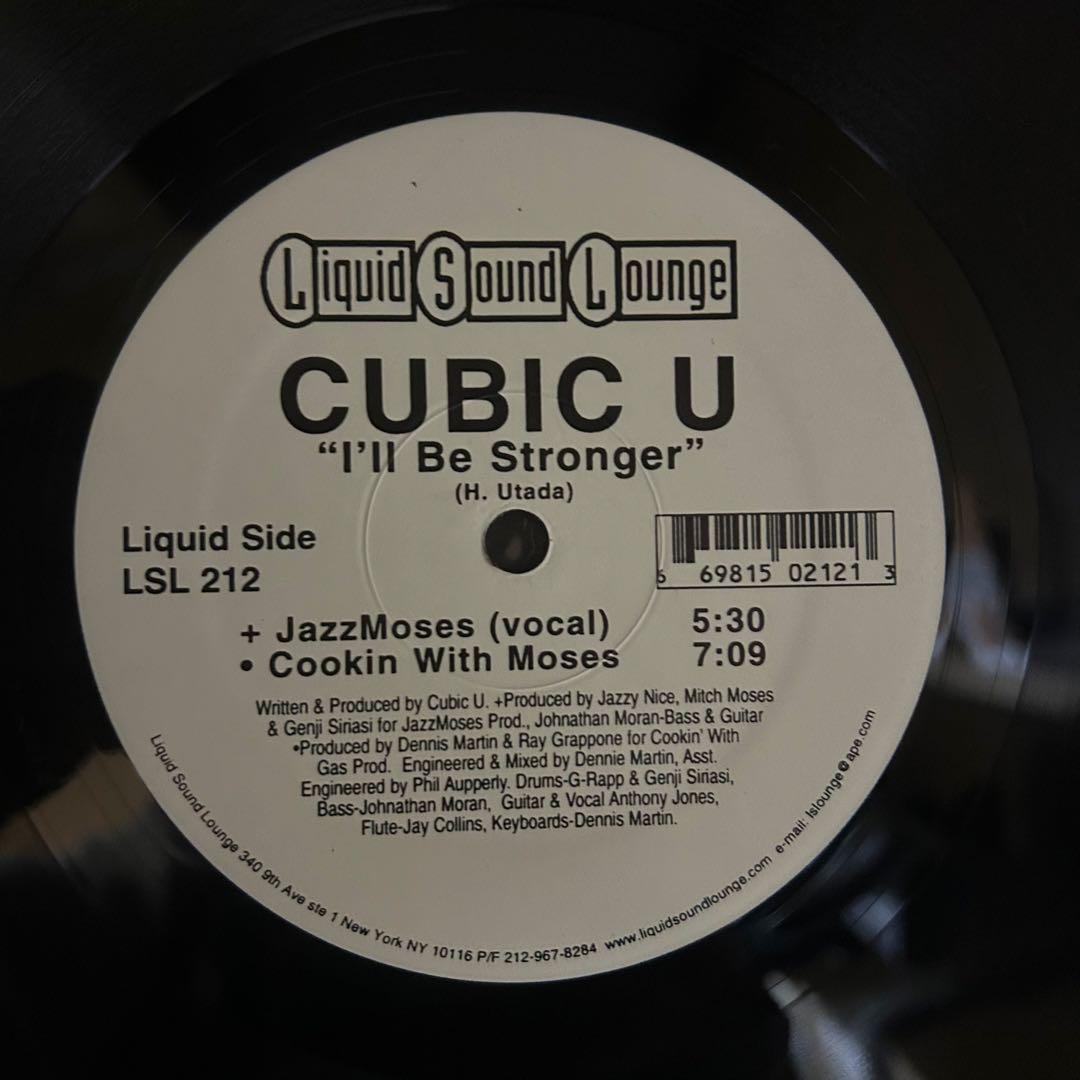 Liquid Sound Lounge
CUBIC U
“I’ll Be Stronger”
(H. Utada)
Liquid Side
LSL 212
6 69815 02121 3
+ JazzMoses (vocal) 5:30
• Cookin With Moses 7:09
Written & Produced by Cubic U. +Produced by Jazzy Nice, Mitch Moses
& Genji Siriasi for JazzMoses Prod., Johnathan Moran-Bass & Guitar
•Produced by Dennis Martin & Ray Grappone for Cookin’ With
Gas Prod. Engineered & Mixed by Dennie Martin, Asst.
Engineered by Phil Aupperly. Drums-G-Rapp & Genji Siriasi,
Bass-Johnathan Moran, Guitar & Vocal Anthony Jones,
Flute-Jay Collins, Keyboards-Dennis Martin.
Liquid Sound Lounge 340 9th Ave ste 1 New York NY 10116 P/F 212-967-8284 www.liquidsoundlounge.com e-mail: lslounge@ape.com